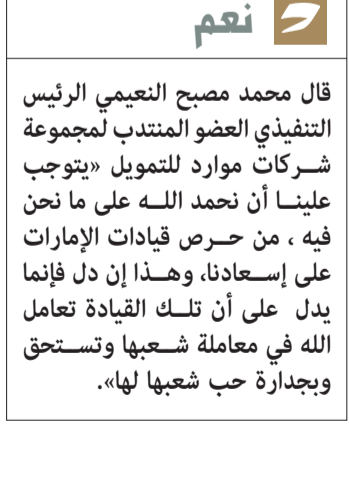 نعم
قال محمد مصبح النعيمي الرئيس
التنفيذي العضو المنتدب لمجموعة
شركات موارد للتمويل «يتوجب
علينا أن نحمد الله على ما نحن
فيه ، من حرص قيادات الإمارات
على إسعادنا، وهذا إن دل فإنما
يدل على أن تلك القيادة تعامل
الله في معاملة شعبها وتستحق
وبجدارة حب شعبها لها».